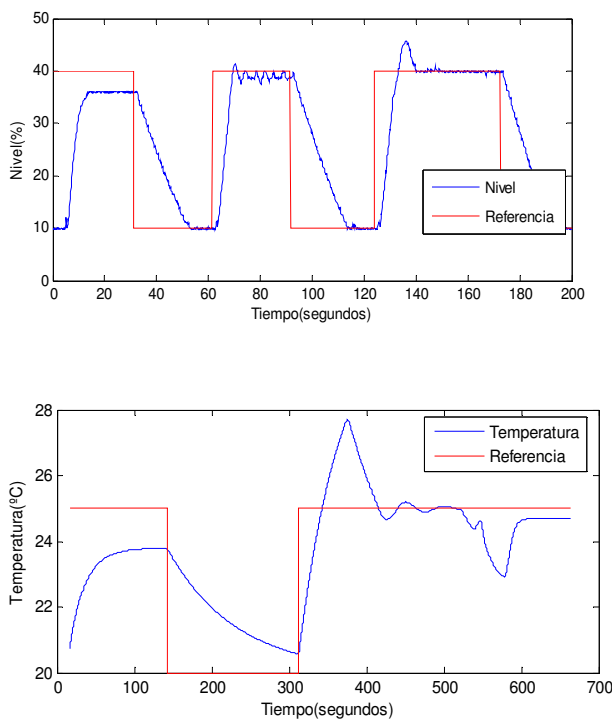 50
40
30
20
10
0
Nivel(%)
Nivel
Referencia
0 20 40 60 80 100 120 140 160 180 200
Tiempo(segundos)
28
26
24
22
20
Temperatura(ºC)
Temperatura
Referencia
0 100 200 300 400 500 600 700
Tiempo(segundos)